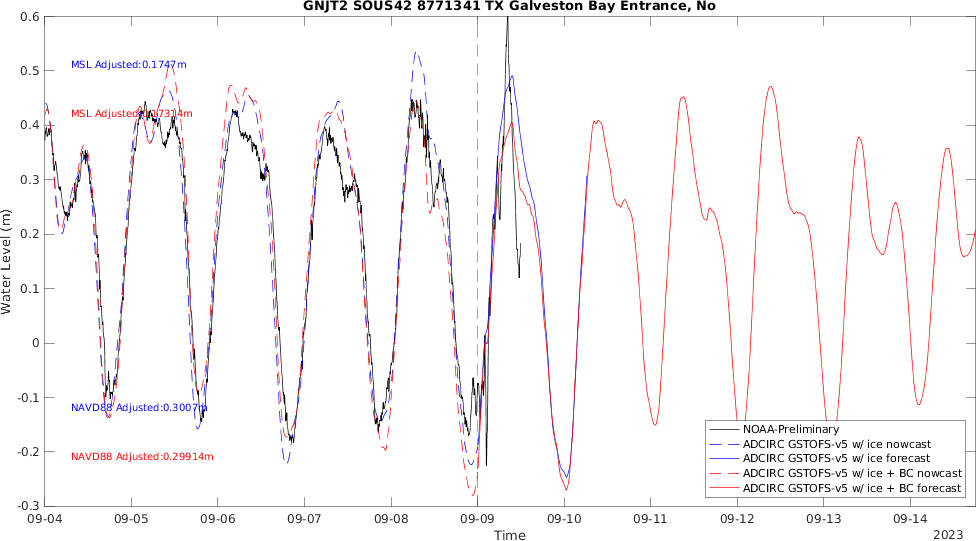 GNJT2 SOUS42 8771341 TX Galveston Bay Entrance, No
0.6
0.5
0.4
0.3
0.2
0.1
0
-0.1
-0.2
-0.3
Water Level (m)
MSL Adjusted:0.1747m
MSL Adjusted:0.17314m
NAVD88 Adjusted:0.3007m
NAVD88 Adjusted:0.29914m
NOAA-Preliminary
ADCIRC GSTOFS-v5 w/ ice nowcast
ADCIRC GSTOFS-v5 w/ ice forecast
ADCIRC GSTOFS-v5 w/ ice + BC nowcast
ADCIRC GSTOFS-v5 w/ ice + BC forecast
09-04 09-05 09-06 09-07 09-08 09-09 09-10 09-11 09-12 09-13 09-14
Time
2023